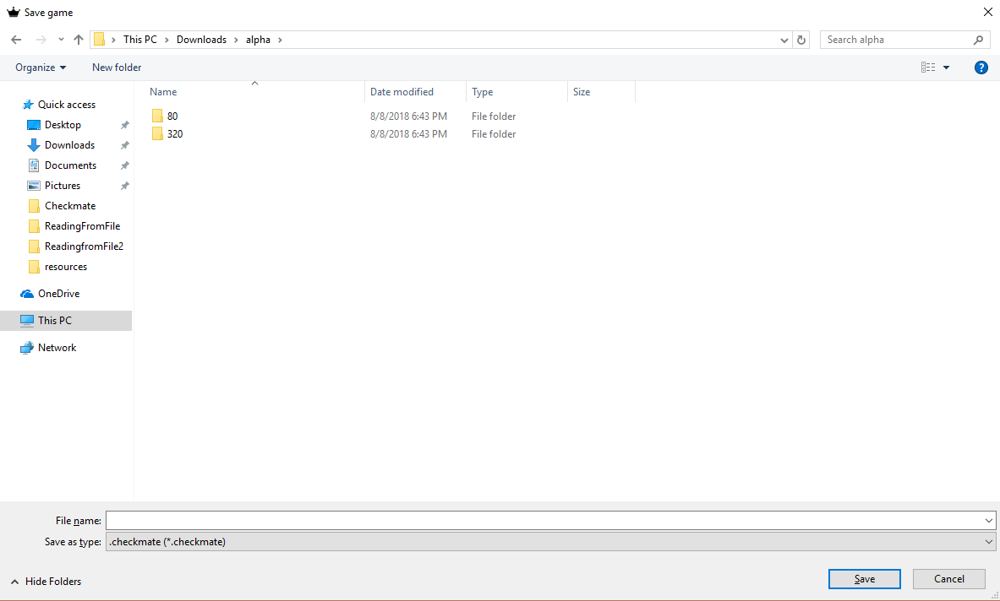 Save game
This PC > Downloads > alpha >
Search alpha
Organize
New folder
Name
Date modified
Type
Size
80 8/8/2018 6:43 PM File folder
320 8/8/2018 6:43 PM File folder
Quick access
Desktop
Downloads
Documents
Pictures
Checkmate
ReadingFromFile
ReadingfromFile2
resources
OneDrive
This PC
Network
File name:
Save as type: .checkmate (*.checkmate)
Hide Folders
Save
Cancel